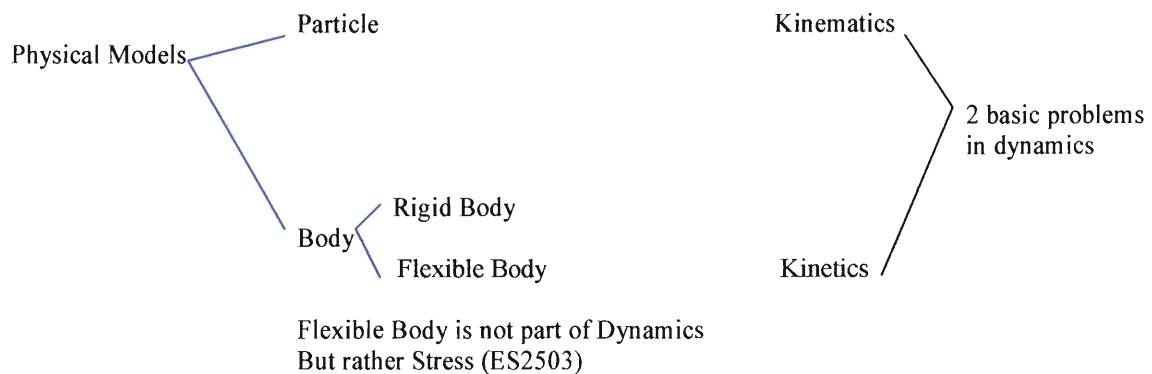 Physical Models
Particle
Body
Rigid Body
Flexible Body
Flexible Body is not part of Dynamics
But rather Stress (ES2503)
Kinematics
2 basic problems
in dynamics
Kinetics